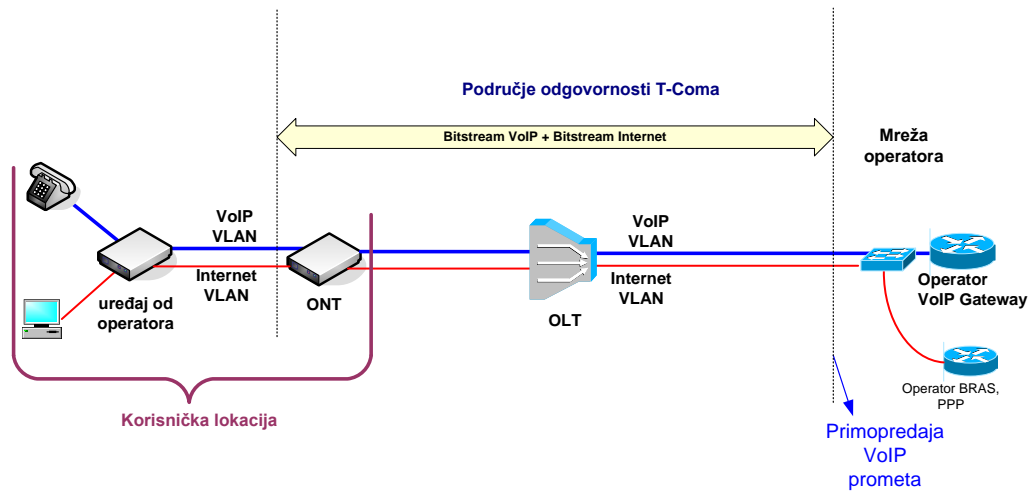 Područje odgovornosti T-Coma
Bitstream VoIP + Bitstream Internet
Mreža
operatora
VoIP
VLAN
Internet
VLAN
uređaj od
operatora
ONT
OLT
VoIP
VLAN
Internet
VLAN
Operator
VoIP Gateway
Operator BRAS,
PPP
Korisnička lokacija
Primopredaja
VoIP
prometa